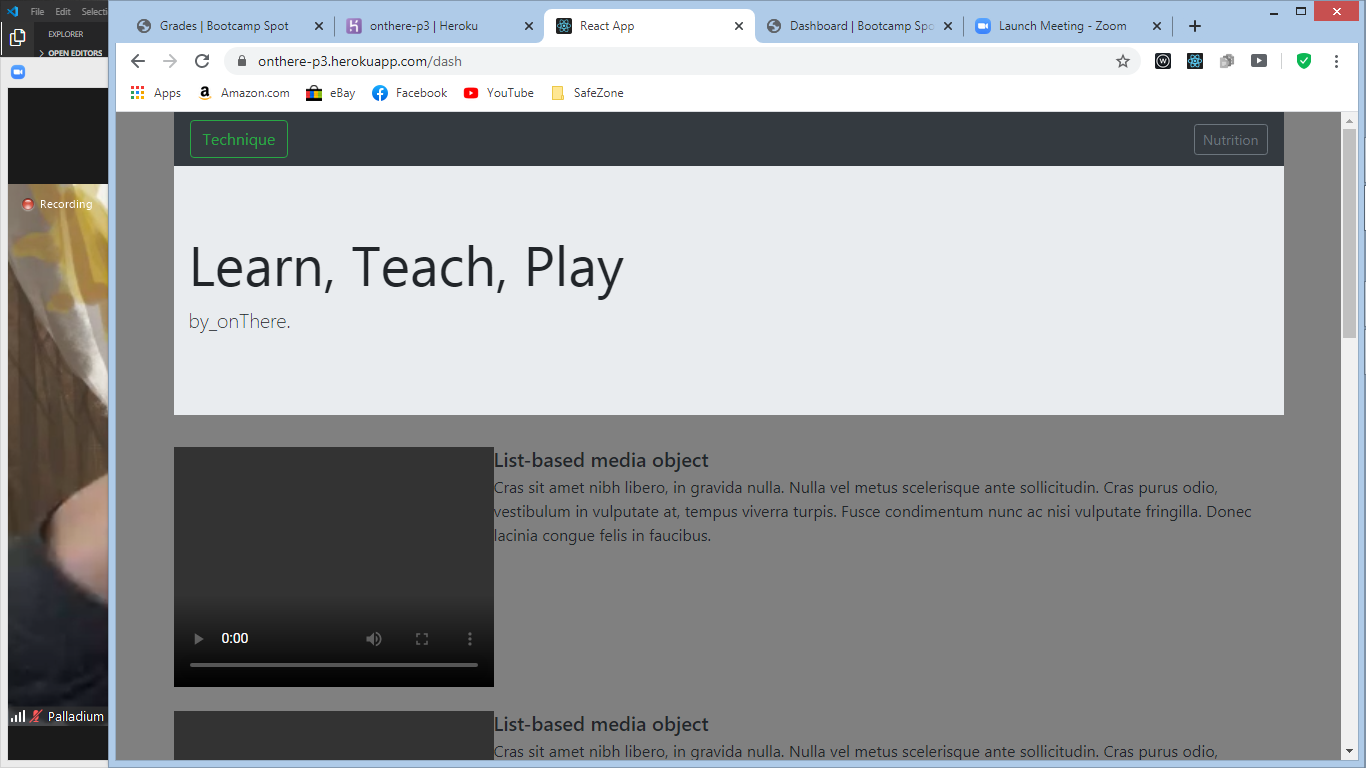 File Edit Selecti
EXPLORER
OPEN EDITORS
Recording
Palladium
Grades | Bootcamp Spot
onthere-p3 | Heroku
React App
Dashboard | Bootcamp Spo
Launch Meeting - Zoom
onthere-p3.herokuapp.com/dash
Apps
Amazon.com
eBay
Facebook
YouTube
SafeZone
Technique
Nutrition
Learn, Teach, Play
by_onThere.
0:00
List-based media object
Cras sit amet nibh libero, in gravida nulla. Nulla vel metus scelerisque ante sollicitudin. Cras purus odio,
vestibulum in vulputate at, tempus viverra turpis. Fusce condimentum nunc ac nisi vulputate fringilla. Donec
lacinia congue felis in faucibus.
List-based media object
Cras sit amet nibh libero, in gravida nulla. Nulla vel metus scelerisque ante sollicitudin. Cras purus odio,